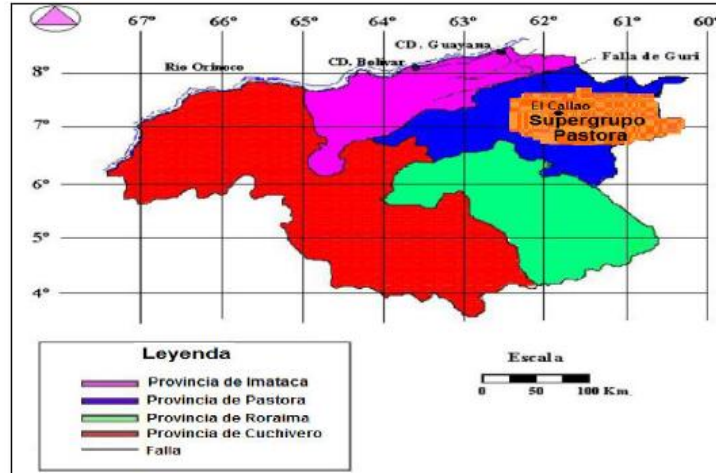 67° 66° 65° 64° 63° 62° 61° 60°
CD. Guayana
Falla de Guri
CD. Bolivar
Rio Orinoco
8°
El Callao
Supergrupo
Pastora
7°
6°
5°
4°
Leyenda
Provincia de Imataca
Provincia de Pastora
Provincia de Roraima
Provincia de Cuchivero
Falla
Escala
0 50 100 Km.